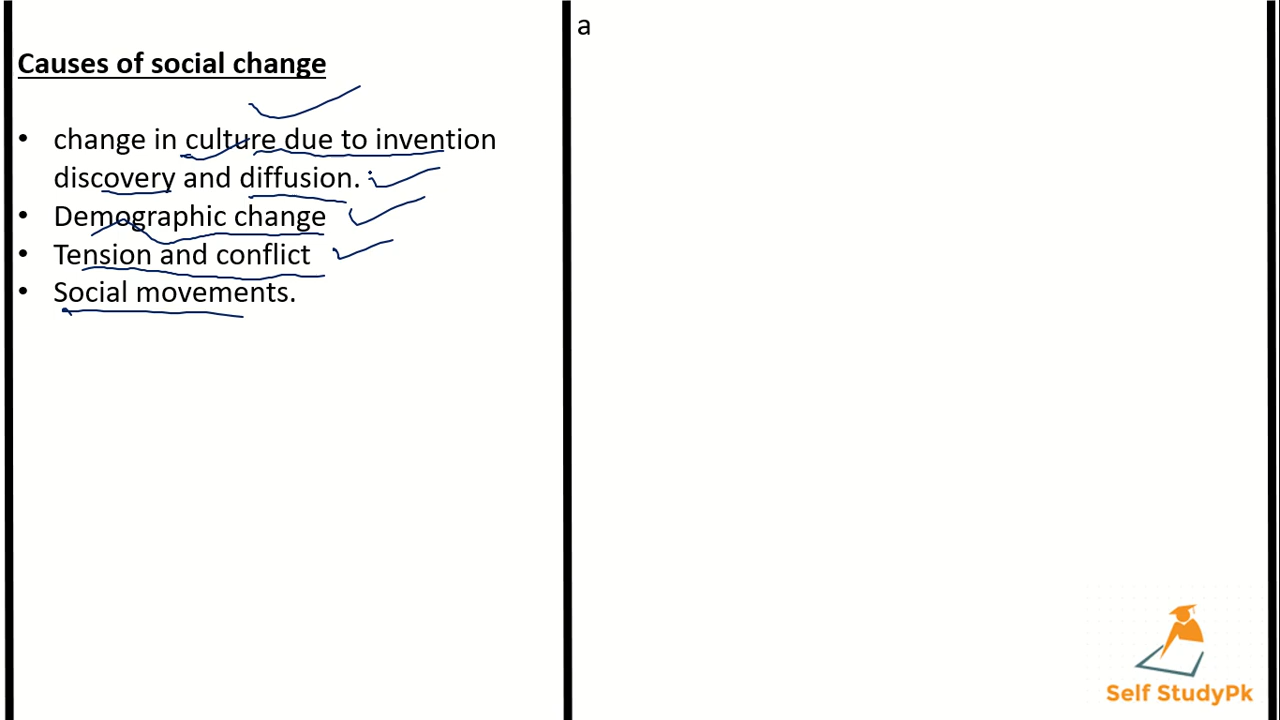 Causes of social change
• change in culture due to invention
discovery and diffusion.
• Demographic change
• Tension and conflict
• Social movements.
a
Self StudyPk